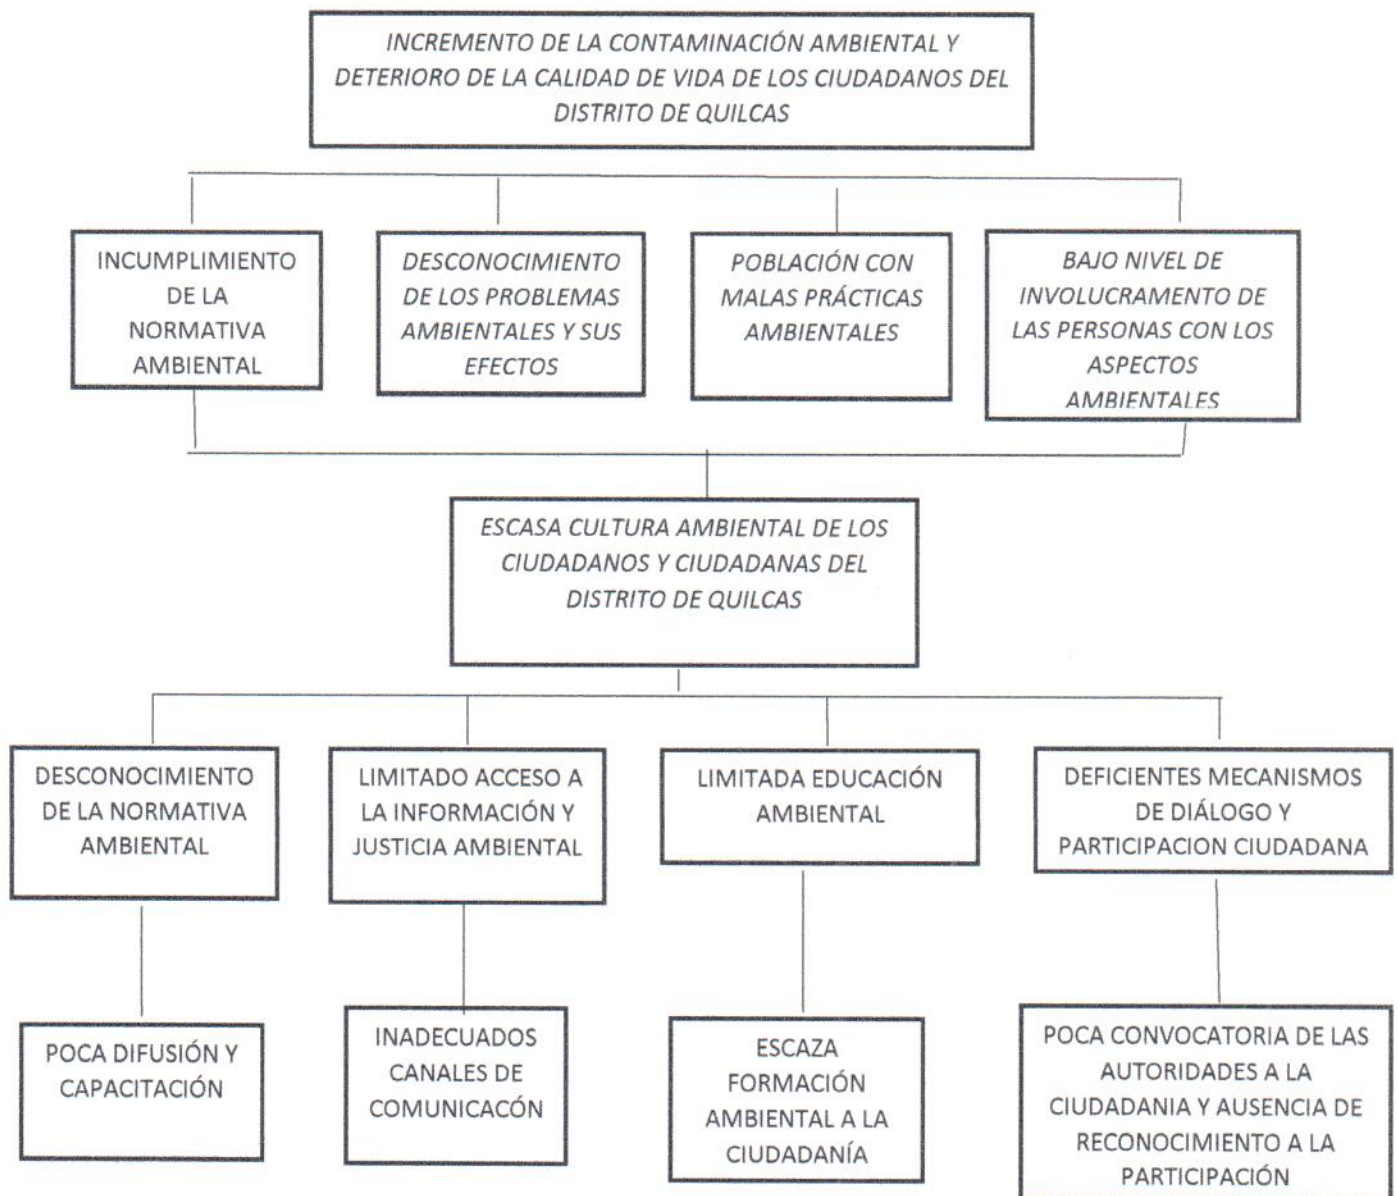 INCREMENTO DE LA CONTAMINACIÓN AMBIENTAL Y
DETERIORO DE LA CALIDAD DE VIDA DE LOS CIUDADANOS DEL
DISTRITO DE QUILCAS
INCUMPLIMIENTO
DE LA
NORMATIVA
AMBIENTAL
DESCONOCIMIENTO
DE LOS PROBLEMAS
AMBIENTALES Y SUS
EFECTOS
POBLACIÓN CON
MALAS PRÁCTICAS
AMBIENTALES
BAJO NIVEL DE
INVOLUCRAMENTO DE
LAS PERSONAS CON LOS
ASPECTOS
AMBIENTALES
ESCASA CULTURA AMBIENTAL DE LOS
CIUDADANOS Y CIUDADANAS DEL
DISTRITO DE QUILCAS
DESCONOCIMIENTO
DE LA NORMATIVA
AMBIENTAL
LIMITADO ACCESO A
LA INFORMACIÓN Y
JUSTICIA AMBIENTAL
LIMITADA EDUCACIÓN
AMBIENTAL
DEFICIENTES MECANISMOS
DE DIÁLOGO Y
PARTICIPACION CIUDADANA
POCA DIFUSIÓN Y
CAPACITACIÓN
INADECUADOS
CANALES DE
COMUNICACÓN
ESCAZA
FORMACIÓN
AMBIENTAL A LA
CIUDADANÍA
POCA CONVOCATORIA DE LAS
AUTORIDADES A LA
CIUDADANIA Y AUSENCIA DE
RECONOCIMIENTO A LA
PARTICIPACIÓN